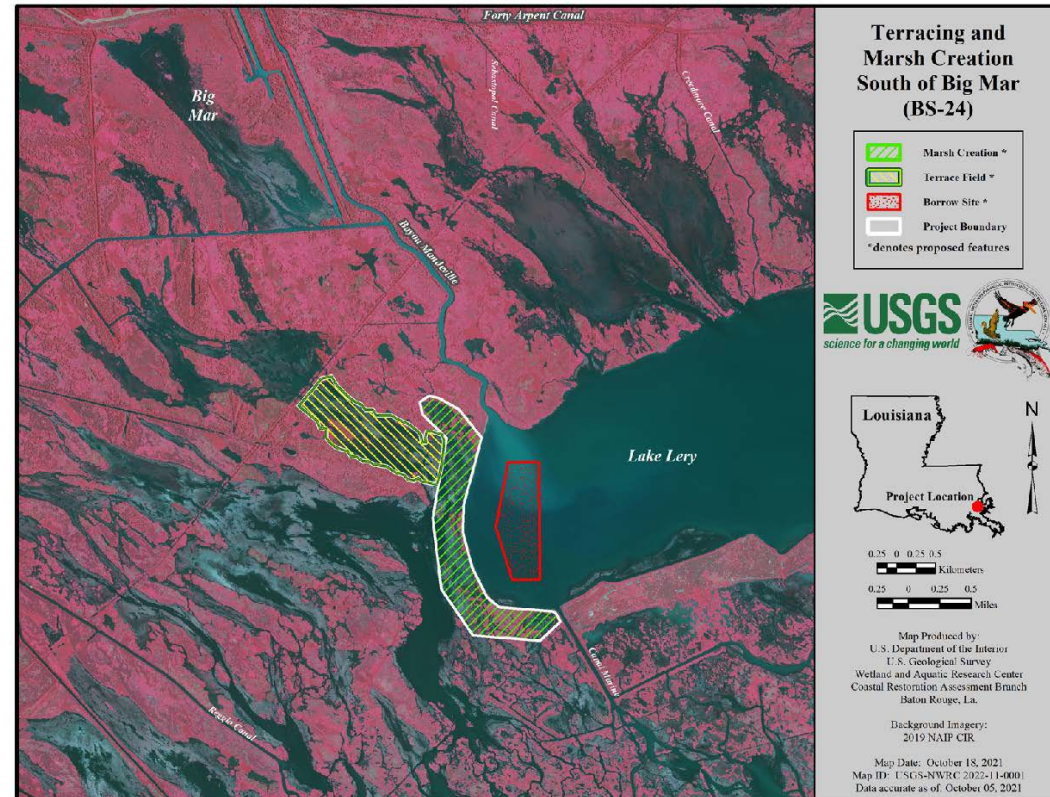 Forty Arpent Canal
Big
Mar
Sebastopol Canal
Creedmore Canal
Bayou Mandeville
Lake Lery
Canal Marine
Reggio Canal
Terracing and
Marsh Creation
South of Big Mar
(BS-24)
Marsh Creation *
Terrace Field *
Borrow Site *
Project Boundary
*denotes proposed features
USGS
science for a changing world
Louisiana
N
Project Location
0.25 0 0.25 0.5
Kilometers
0.25 0 0.25 0.5
Miles
Map Produced by:
U.S. Department of the Interior
U.S. Geological Survey
Wetland and Aquatic Research Center
Coastal Restoration Assessment Branch
Baton Rouge, La.
Background Imagery:
2019 NAIP CIR
Map Date: October 18, 2021
Map ID: USGS-NWRC 2022-11-0001
Data accurate as of: October 05, 2021